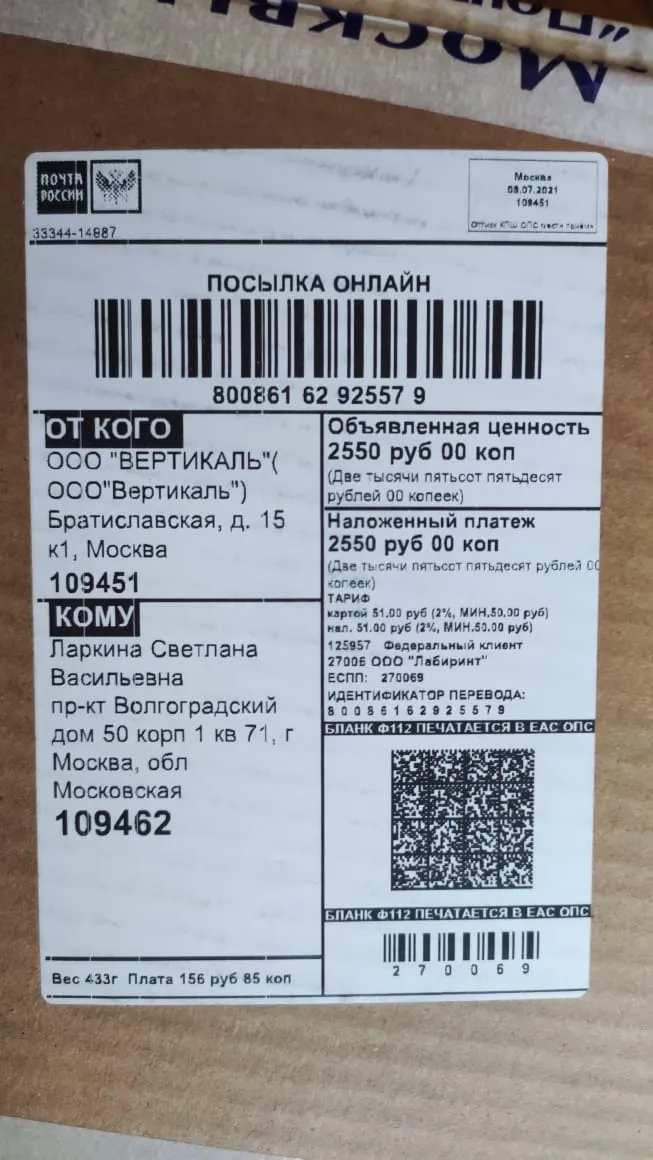 МОСКВЫ
ПОЧТА
РОССИИ
Москва
08.07.2021
109451
Оттиск КПШ ОПС места приёма
33344-14887
ПОСЫЛКА ОНЛАЙН
800861 62 92557 9
ОТ КОГО
ООО "ВЕРТИКАЛЬ"(
ООО"Вертикаль")
Братиславская, д. 15
к1, Москва
109451
Объявленная ценность
2550 руб 00 коп
(Две тысячи пятьсот пятьдесят
рублей 00 копеек)
Наложенный платеж
2550 руб 00 коп
(Две тысячи пятьсот пятьдесят рублей 00
копеек)
ТАРИФ
картой 51.00 руб (2%, МИН.50.00 руб)
нал. 51.00 руб (2%, МИН.50.00 руб)
125957 Федеральный клиент
27006 ООО "Лабиринт"
ЕСПП: 270069
ИДЕНТИФИКАТОР ПЕРЕВОДА:
80086162925579
БЛАНК Ф112 ПЕЧАТАЕТСЯ В ЕАС ОПС
КОМУ
Ларкина Светлана
Васильевна
пр-кт Волгоградский
дом 50 корп 1 кв 71, г
Москва, обл
Московская
109462
БЛАНК Ф112 ПЕЧАТАЕТСЯ В ЕАС ОПС
270069
Вес 433г Плата 156 руб 85 коп